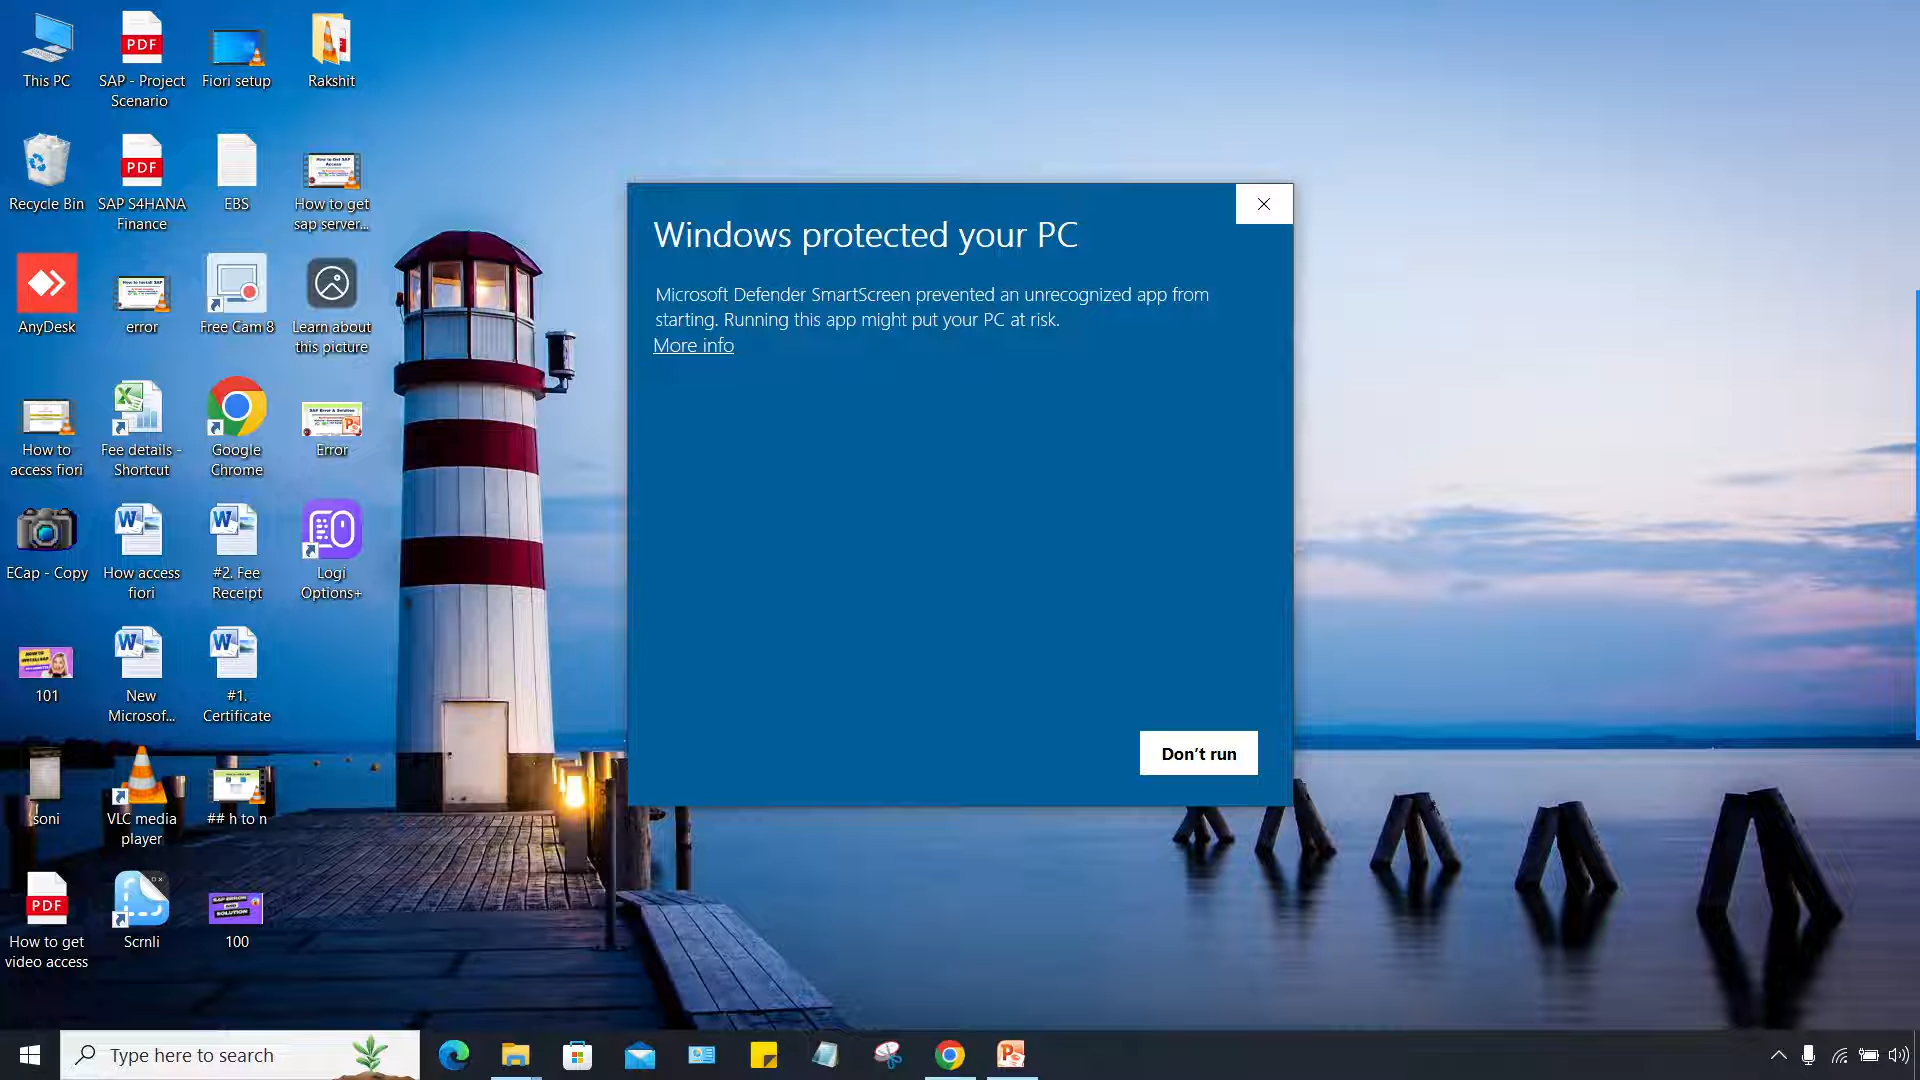 This PC
SAP - Project
Scenario
Fiori setup
Rakshit
Recycle Bin
SAP S4HANA
Finance
EBS
How to get
sap server...
AnyDesk
error
Free Cam 8
Learn about
this picture
How to
access fiori
Fee details -
Shortcut
Google
Chrome
Error
ECap - Copy
How access
fiori
#2. Fee
Receipt
Logi
Options+
101
New
Microsof...
#1.
Certificate
soni
VLC media
player
## h to n
How to get
video access
Scrnli
100
PDF
PDF
PDF
Windows protected your PC
Microsoft Defender SmartScreen prevented an unrecognized app from
starting. Running this app might put your PC at risk.
More info
Don't run
Type here to search